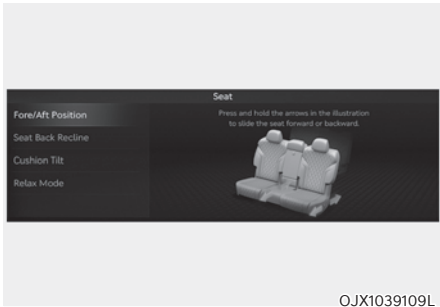 Seat
Fore/Aft Position
Seat Back Recline
Cushion Tilt
Relax Mode
Press and hold the arrows in the illustration
to slide the seat forward or backward.
OJX1039109L